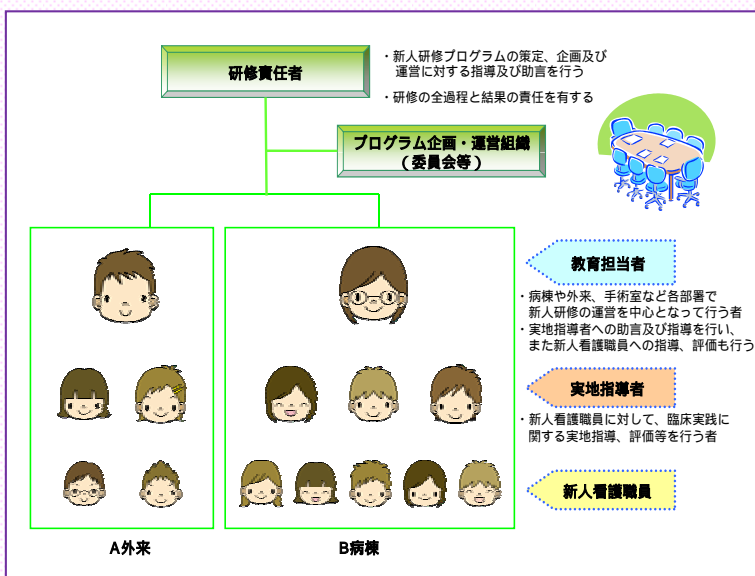 研修責任者
・新人研修プログラムの策定、企画及び
運営に対する指導及び助言を行う
・研修の全過程と結果の責任を有する
プログラム企画・運営組織
（委員会等）
教育担当者
・病棟や外来、手術室など各部署で
新人研修の運営を中心となって行う者
・実地指導者への助言及び指導を行い、
また新人看護職員への指導、評価も行う
実地指導者
・新人看護職員に対して、臨床実践に
関する実地指導、評価等を行う者
新人看護職員
A外来
B病棟